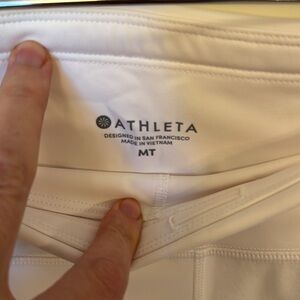 ATHLETA
DESIGNED IN SAN FRANCISCO
MADE IN VIETNAM
MT